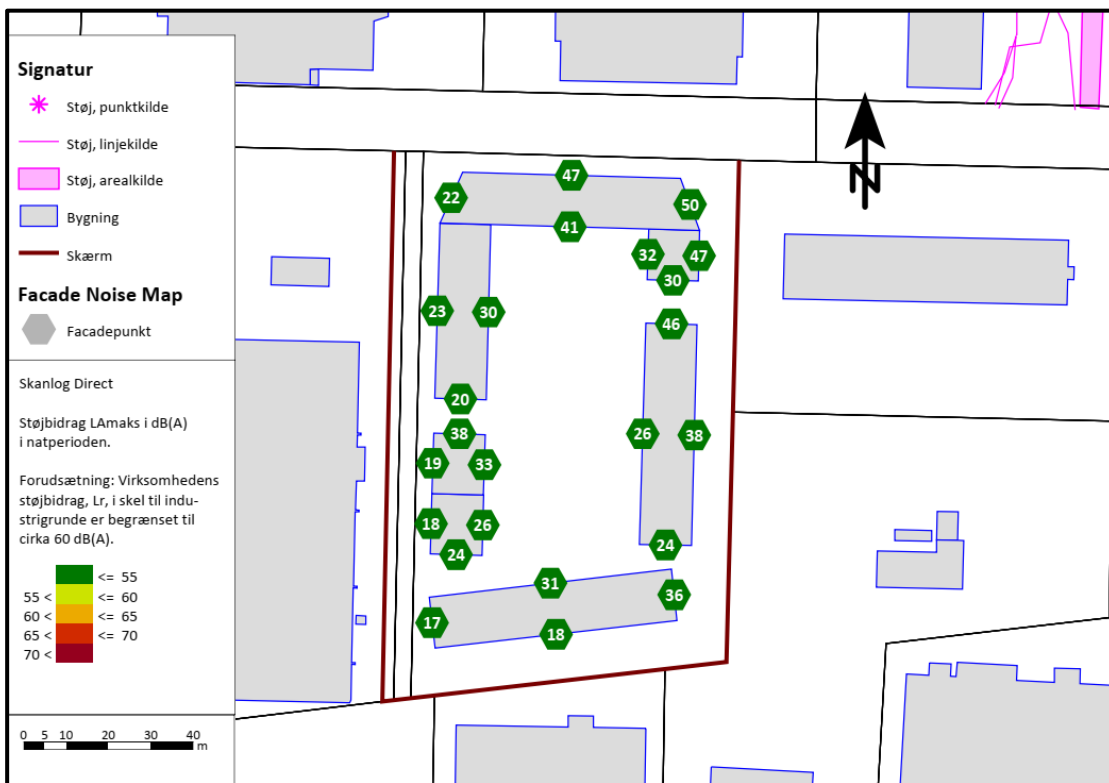 Signatur
Støj, punktkilde
Støj, linjekilde
Støj, arealkilde
Bygning
Skærm
Facade Noise Map
Facadepunkt
Skanlog Direct
Støjbidrag LAmaks i dB(A)
i natperioden.
Forudsætning: Virksomhedens
støjbidrag, Lr, i skel til indu-
strigrunde er begrænset til
cirka 60 dB(A).
<= 55
55 < <= 60
60 < <= 65
65 < <= 70
70 <
0 5 10 20 30 40
m
N
47
22
50
41
32
47
30
23
30
46
20
38
26
38
19
33
18
26
24
24
31
36
17
18